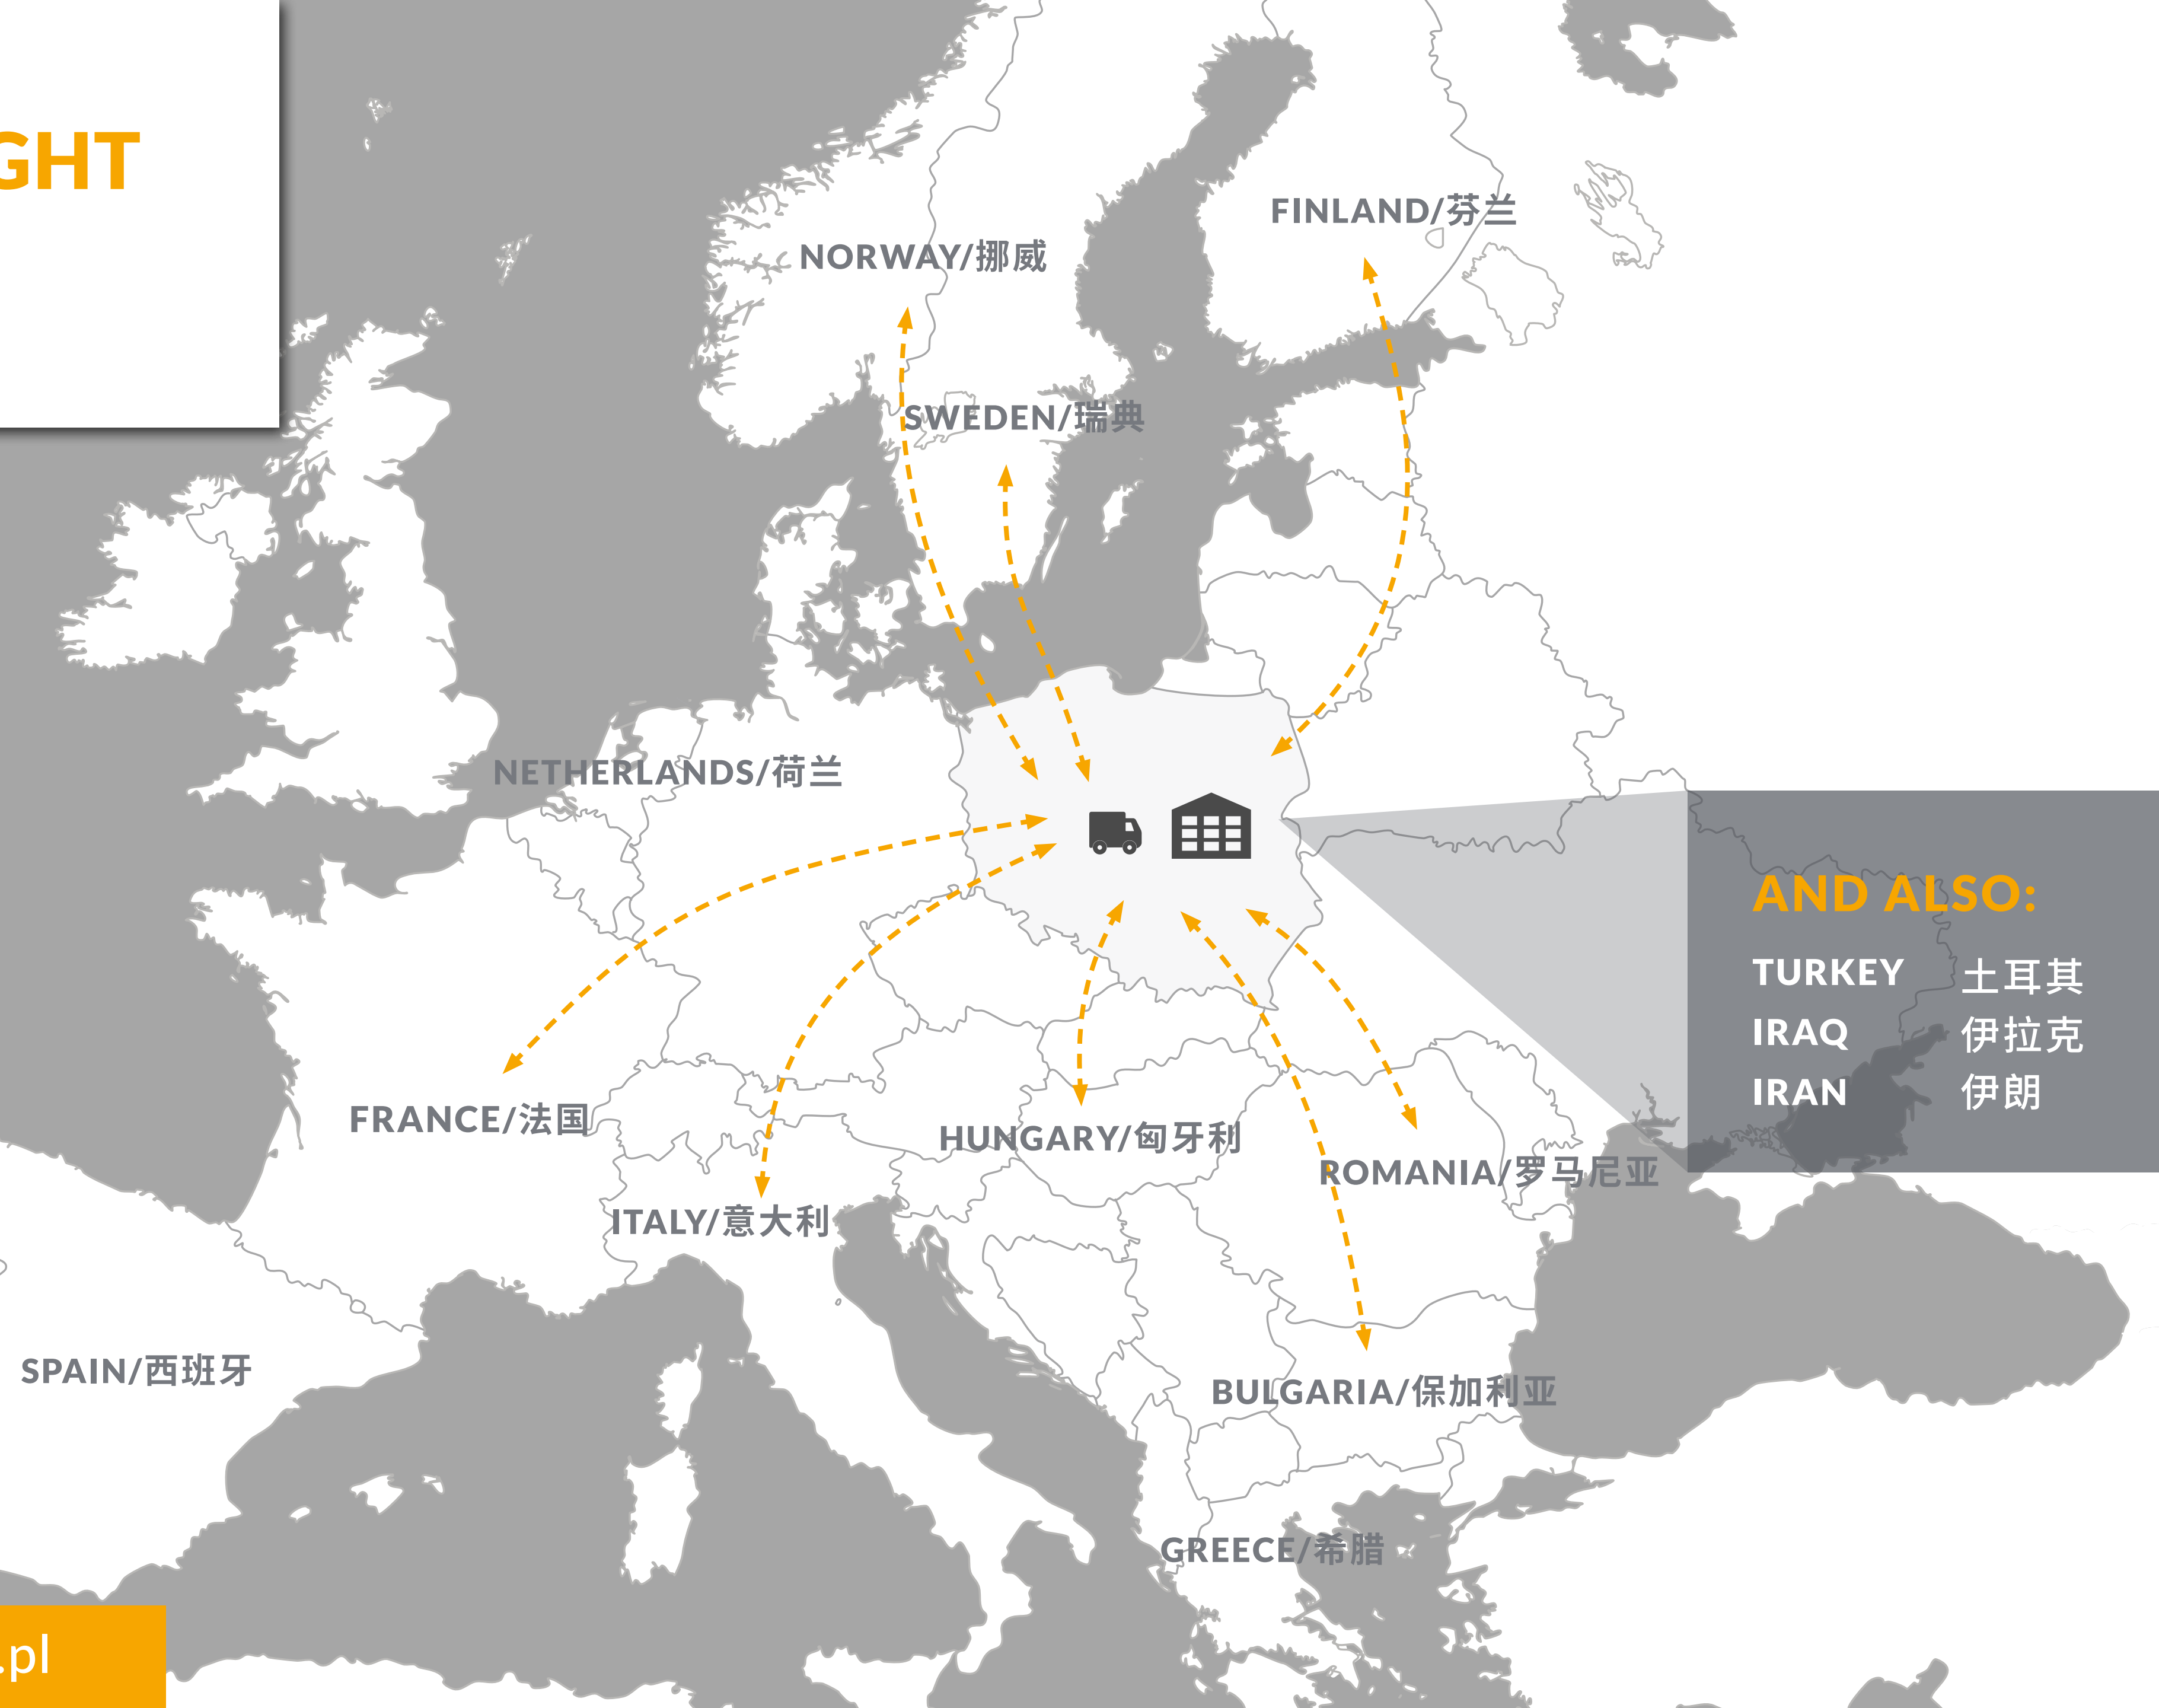 GHT
FINLAND/芬兰
NORWAY/挪威
SWEDEN/瑞典
NETHERLANDS/荷兰
AND ALSO:
TURKEY 土耳其
IRAQ 伊拉克
IRAN 伊朗
FRANCE/法国
HUNGARY/匈牙利
ROMANIA/罗马尼亚
ITALY/意大利
SPAIN/西班牙
BULGARIA/保加利亚
GREECE/希腊
.pl